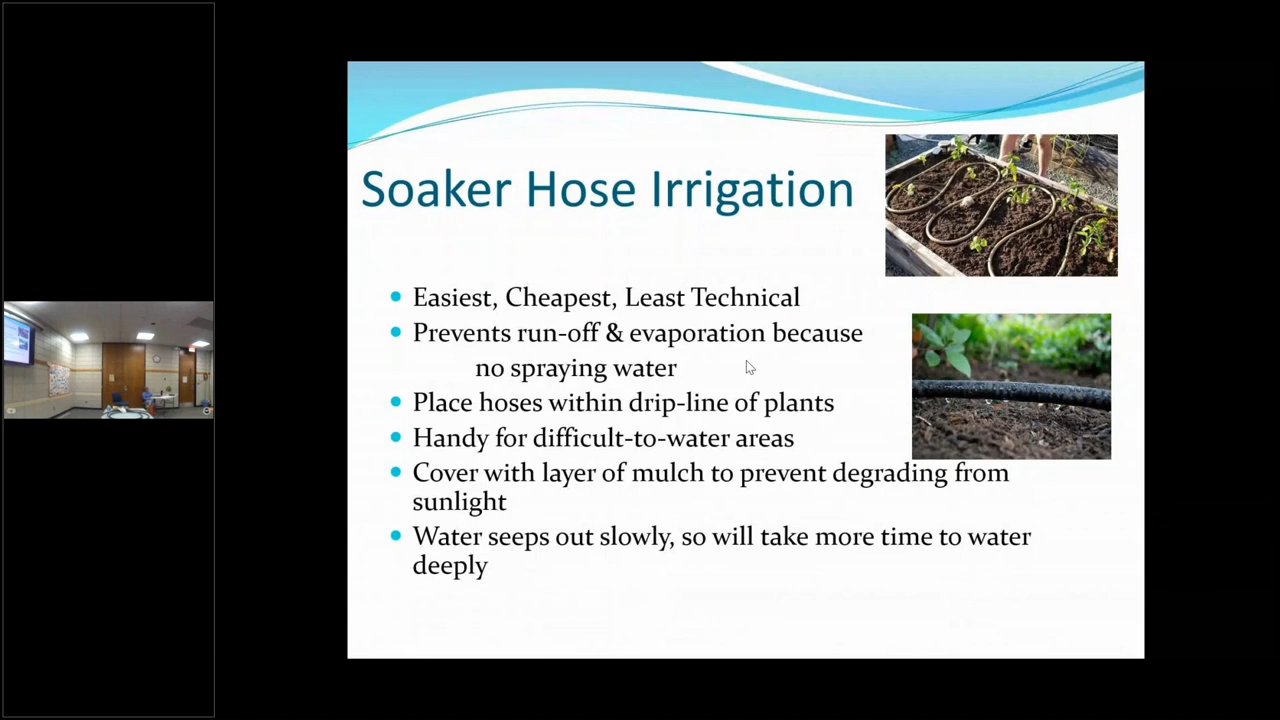 Soaker Hose Irrigation
Easiest, Cheapest, Least Technical
Prevents run-off & evaporation because
no spraying water
Place hoses within drip-line of plants
Handy for difficult-to-water areas
Cover with layer of mulch to prevent degrading from
sunlight
Water seeps out slowly, so will take more time to water
deeply